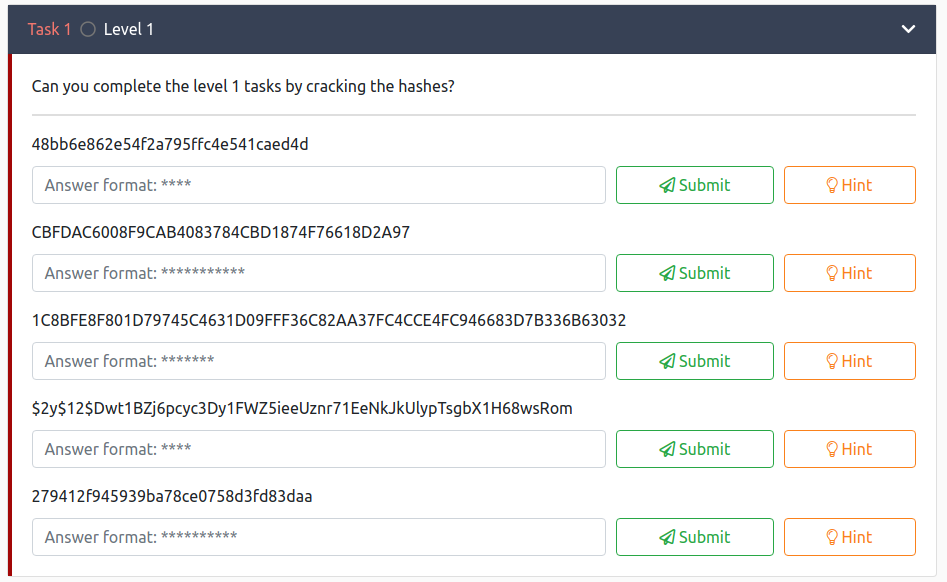 Task 1 Level 1
Can you complete the level 1 tasks by cracking the hashes?
48bb6e862e54f2a795ffc4e541caed4d
Answer format: **** Submit Hint
CBFDAC6008F9CAB4083784CBD1874F76618D2A97
Answer format: *********** Submit Hint
1C8BFE8F801D79745C4631D09FFF36C82AA37FC4CCE4FC946683D7B336B63032
Answer format: ******* Submit Hint
$2y$12$Dwt1BZj6pcyc3Dy1FWZ5ieeUznr71EeNkJkUlypTsgbX1H68wsRom
Answer format: **** Submit Hint
279412f945939ba78ce0758d3fd83daa
Answer format: ********** Submit Hint